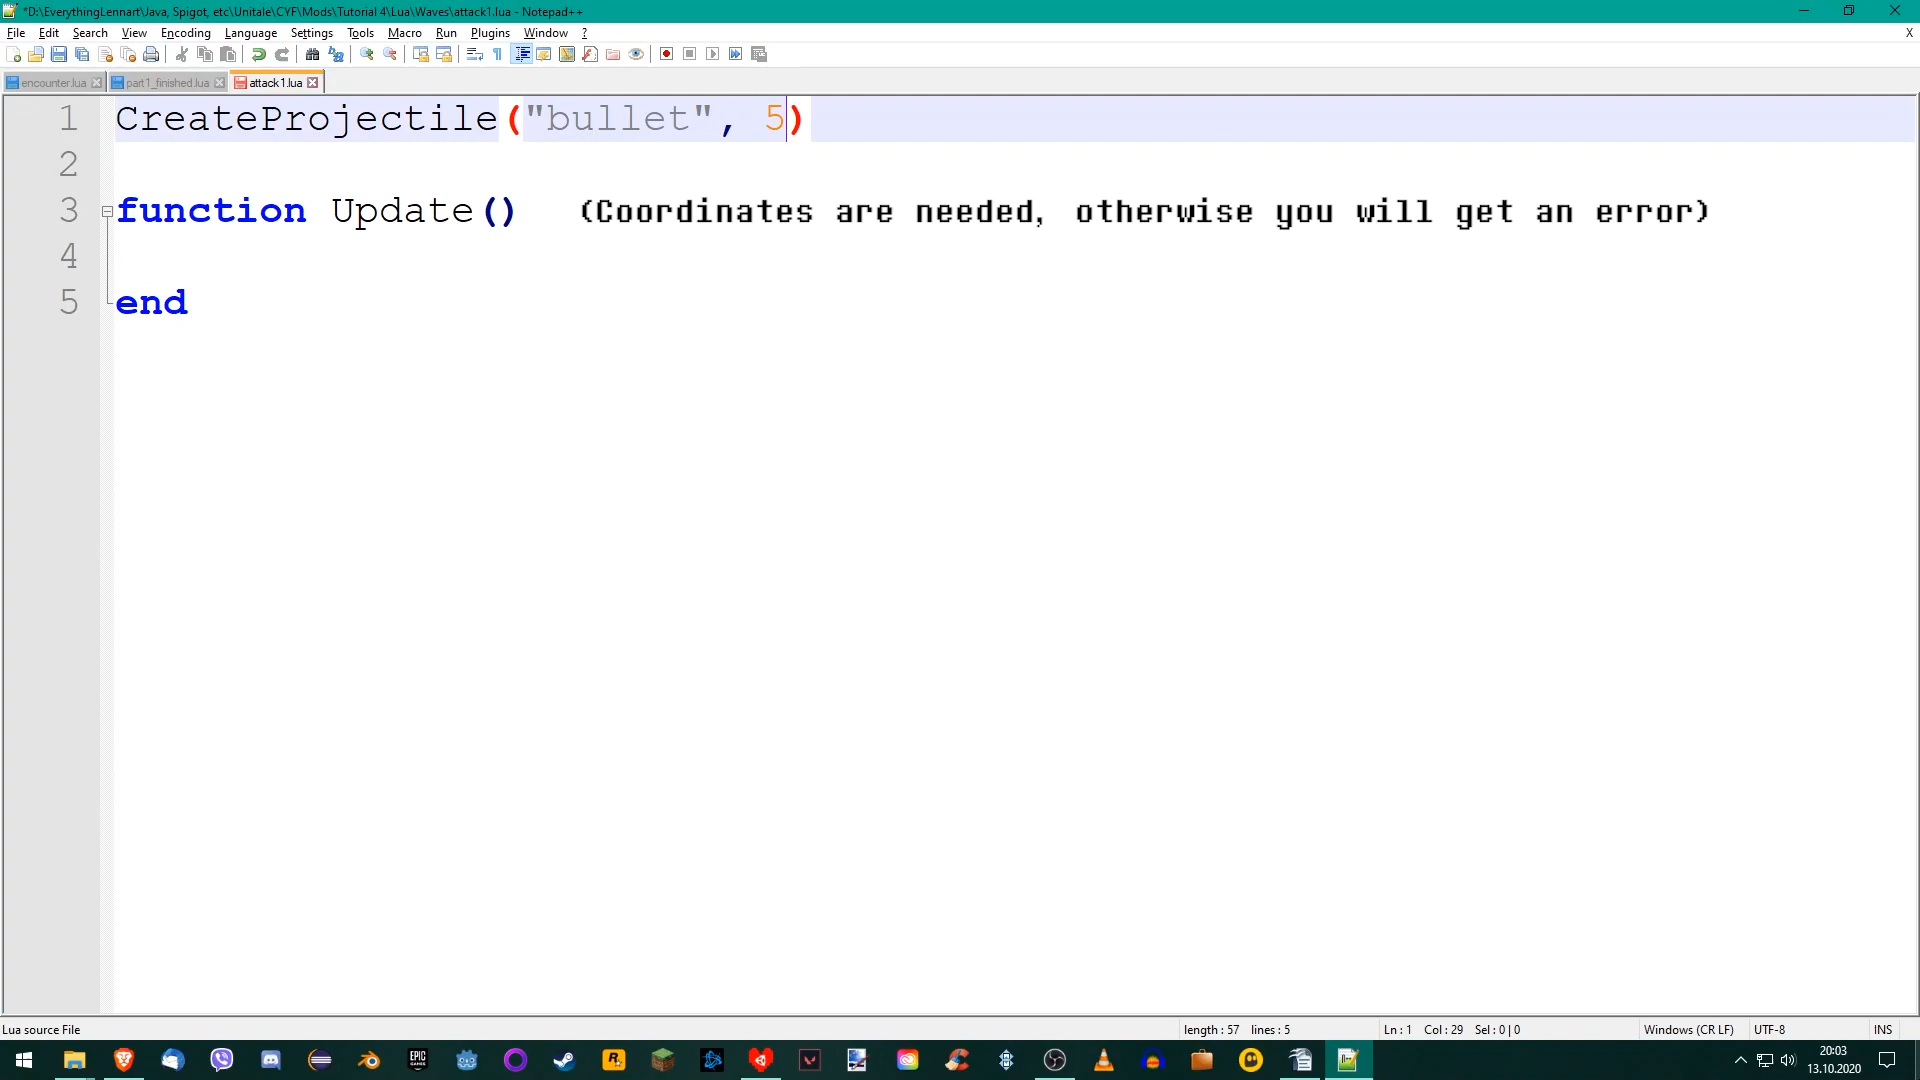 *D:\EverythingLennart\Java, Spigot, etc\Unitale\CYF\Mods\Tutorial 4\Lua\Waves\attack1.lua - Notepad++
File Edit Search View Encoding Language Settings Tools Macro Run Plugins Window ? X
encounter.lua part1_finished.lua attack1.lua
1 CreateProjectile("bullet", 5)
2
3 function Update() (Coordinates are needed, otherwise you will get an error)
4
5 end
Lua source File length : 57 lines : 5 Ln : 1 Col : 29 Sel : 0 | 0 Windows (CR LF) UTF-8 INS
EPIC GAMES
20:03
13.10.2020